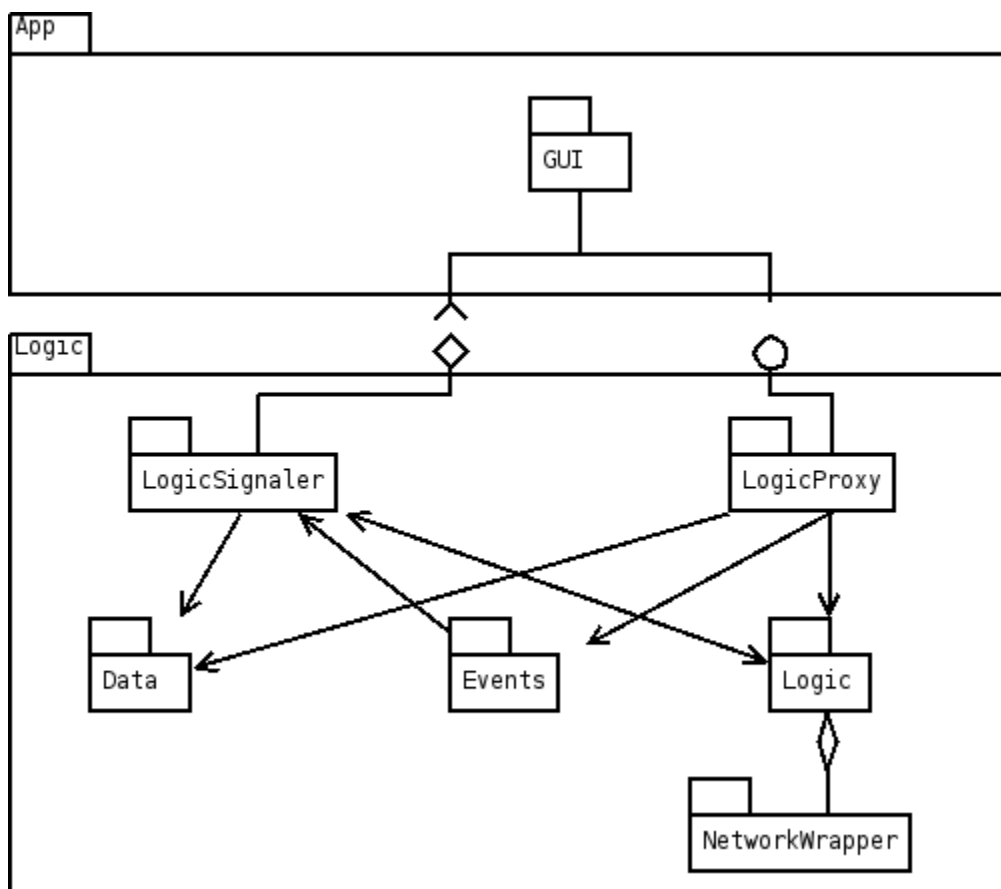 App
GUI
Logic
LogicSignaler
LogicProxy
Data
Events
Logic
NetworkWrapper